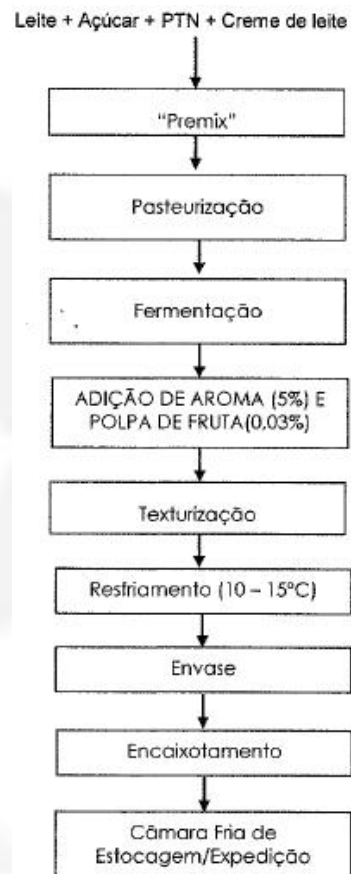 Leite + Açúcar + PTN + Creme de leite
“Premix”
Pasteurização
Fermentação
ADIÇÃO DE AROMA (5%) E
POLPA DE FRUTA(0,03%)
Texturização
Resfriamento (10 – 15°C)
Envase
Encaixotamento
Câmara Fria de
Estocagem/Expedição